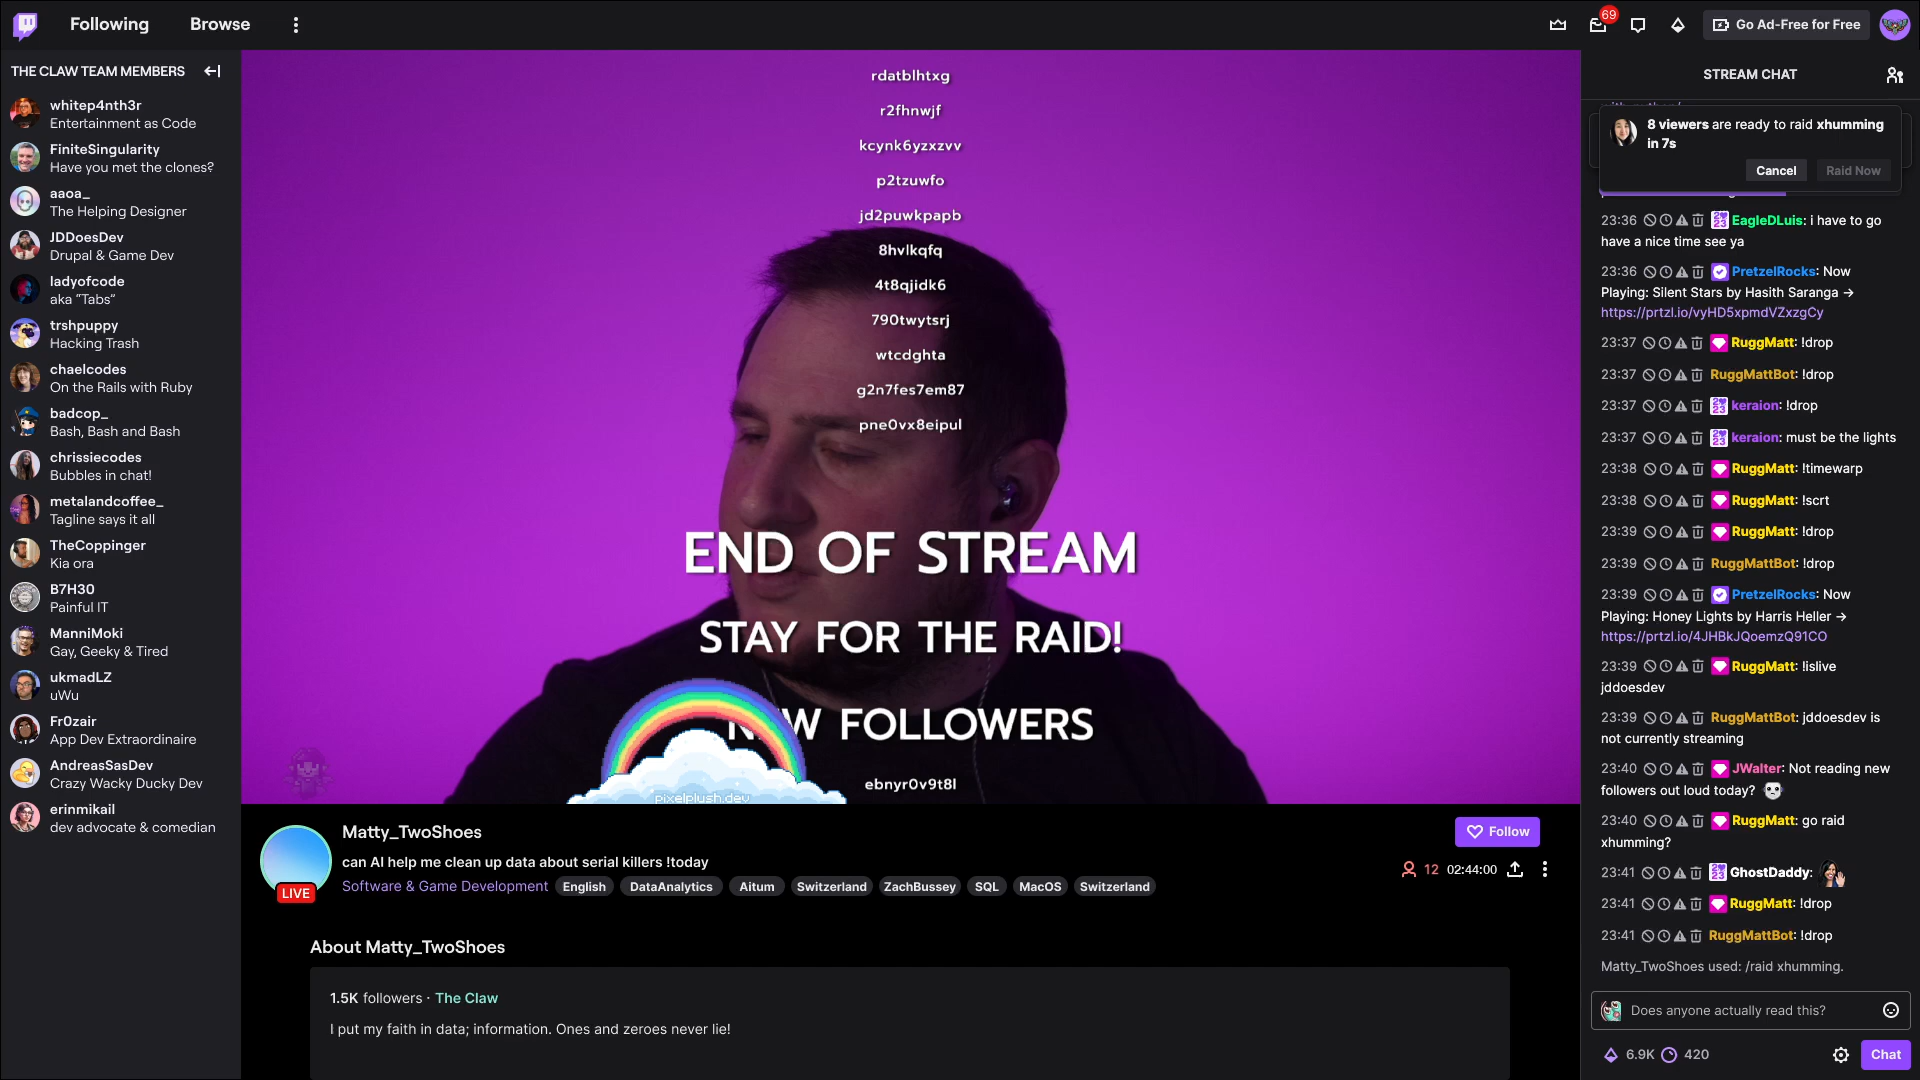 Following
Browse
69
Go Ad-Free for Free
THE CLAW TEAM MEMBERS
whitep4nth3r
Entertainment as Code
FiniteSingularity
Have you met the clones?
aaoa_
The Helping Designer
JDDoesDev
Drupal & Game Dev
ladyofcode
aka “Tabs”
trshpuppy
Hacking Trash
chaelcodes
On the Rails with Ruby
badcop_
Bash, Bash and Bash
chrissiecodes
Bubbles in chat!
metalandcoffee_
Tagline says it all
TheCoppinger
Kia ora
B7H30
Painful IT
ManniMoki
Gay, Geeky & Tired
ukmadLZ
uWu
Fr0zair
App Dev Extraordinaire
AndreasSasDev
Crazy Wacky Ducky Dev
erinmikail
dev advocate & comedian
rdatblhtxg
r2fhnwjf
kcynk6yzxzvv
p2tzuwfo
jd2puwkpapb
8hvlkqfq
4t8qjidk6
790twytsrj
wtcdghta
g2n7fes7em87
pne0vx8eipul
END OF STREAM
STAY FOR THE RAID!
NEW FOLLOWERS
ebnyr0v9t8l
pixelplush.dev
LIVE
Matty_TwoShoes
can AI help me clean up data about serial killers !today
Software & Game Development English DataAnalytics Aitum Switzerland ZachBussey SQL MacOS Switzerland
Follow
12 02:44:00
About Matty_TwoShoes
1.5K followers · The Claw
I put my faith in data; information. Ones and zeroes never lie!
STREAM CHAT
8 viewers are ready to raid xhumming
in 7s
Cancel Raid Now
23:36 EagleDLuis: i have to go
have a nice time see ya
23:36 PretzelRocks: Now
Playing: Silent Stars by Hasith Saranga →
https://prtzl.io/vyHD5xpmdVZxzgCy
23:37 RuggMatt: !drop
23:37 RuggMattBot: !drop
23:37 keraion: !drop
23:37 keraion: must be the lights
23:38 RuggMatt: !timewarp
23:38 RuggMatt: !scrt
23:39 RuggMatt: !drop
23:39 RuggMattBot: !drop
23:39 PretzelRocks: Now
Playing: Honey Lights by Harris Heller →
https://prtzl.io/4JHBkJQoemzQ91CO
23:39 RuggMatt: !islive
jddoesdev
23:39 RuggMattBot: jddoesdev is
not currently streaming
23:40 JWalter: Not reading new
followers out loud today?
23:40 RuggMatt: go raid
xhumming?
23:41 GhostDaddy:
23:41 RuggMatt: !drop
23:41 RuggMattBot: !drop
Matty_TwoShoes used: /raid xhumming.
Does anyone actually read this?
6.9K 420
Chat